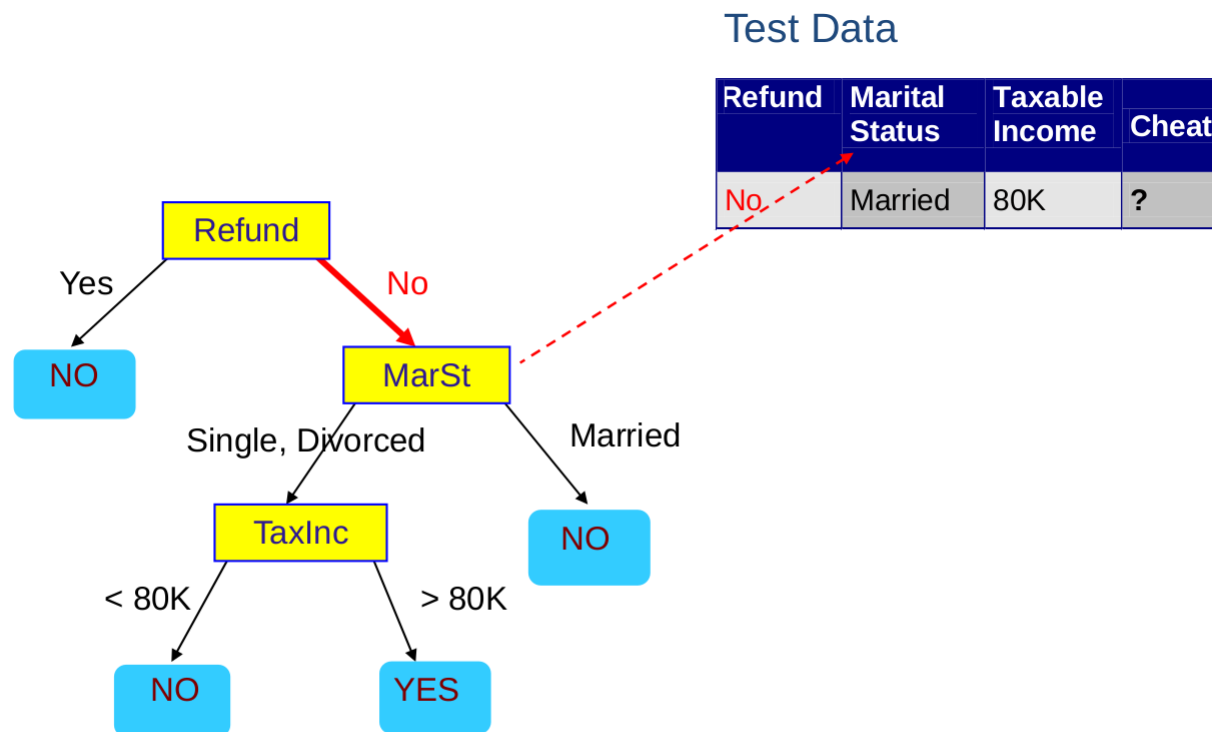 Test Data
Refund Marital Status Taxable Income Cheat
No Married 80K ?
Refund
Yes No
NO
MarSt
Single, Divorced Married
TaxInc
NO
< 80K > 80K
NO YES